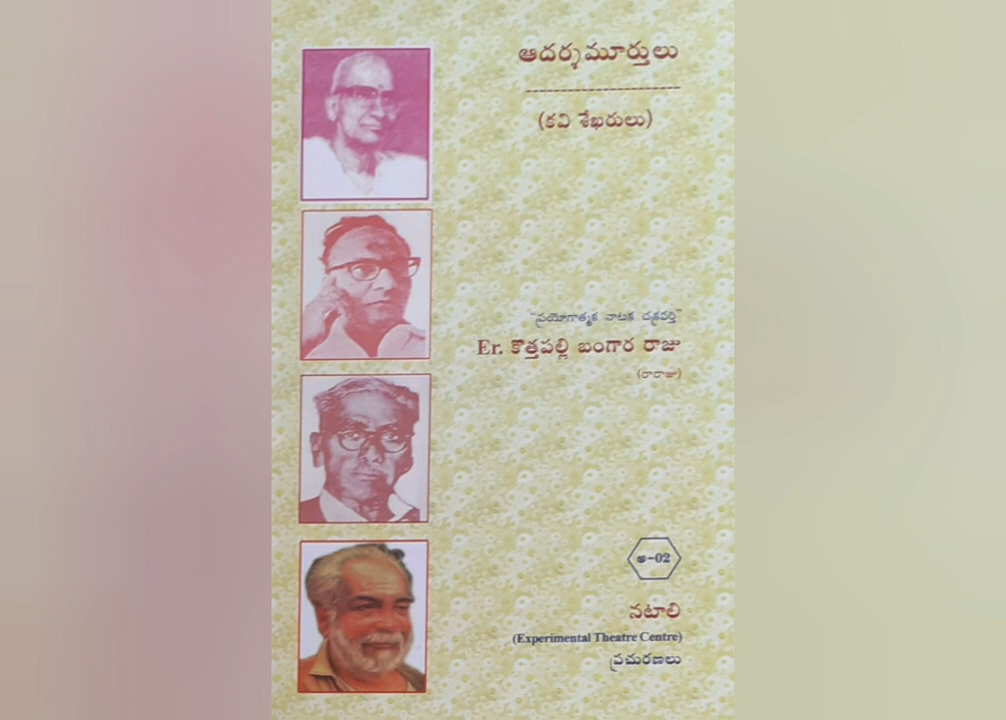 ఆదర్శమూర్తులు
(కవి శేఖరులు)
"ప్రయోగాత్మక నాటక చక్రవర్తి"
Er. కొత్తపల్లి బంగార రాజు
(రారాజు)
అ-02
నటాలి
(Experimental Theatre Centre)
ప్రచురణలు